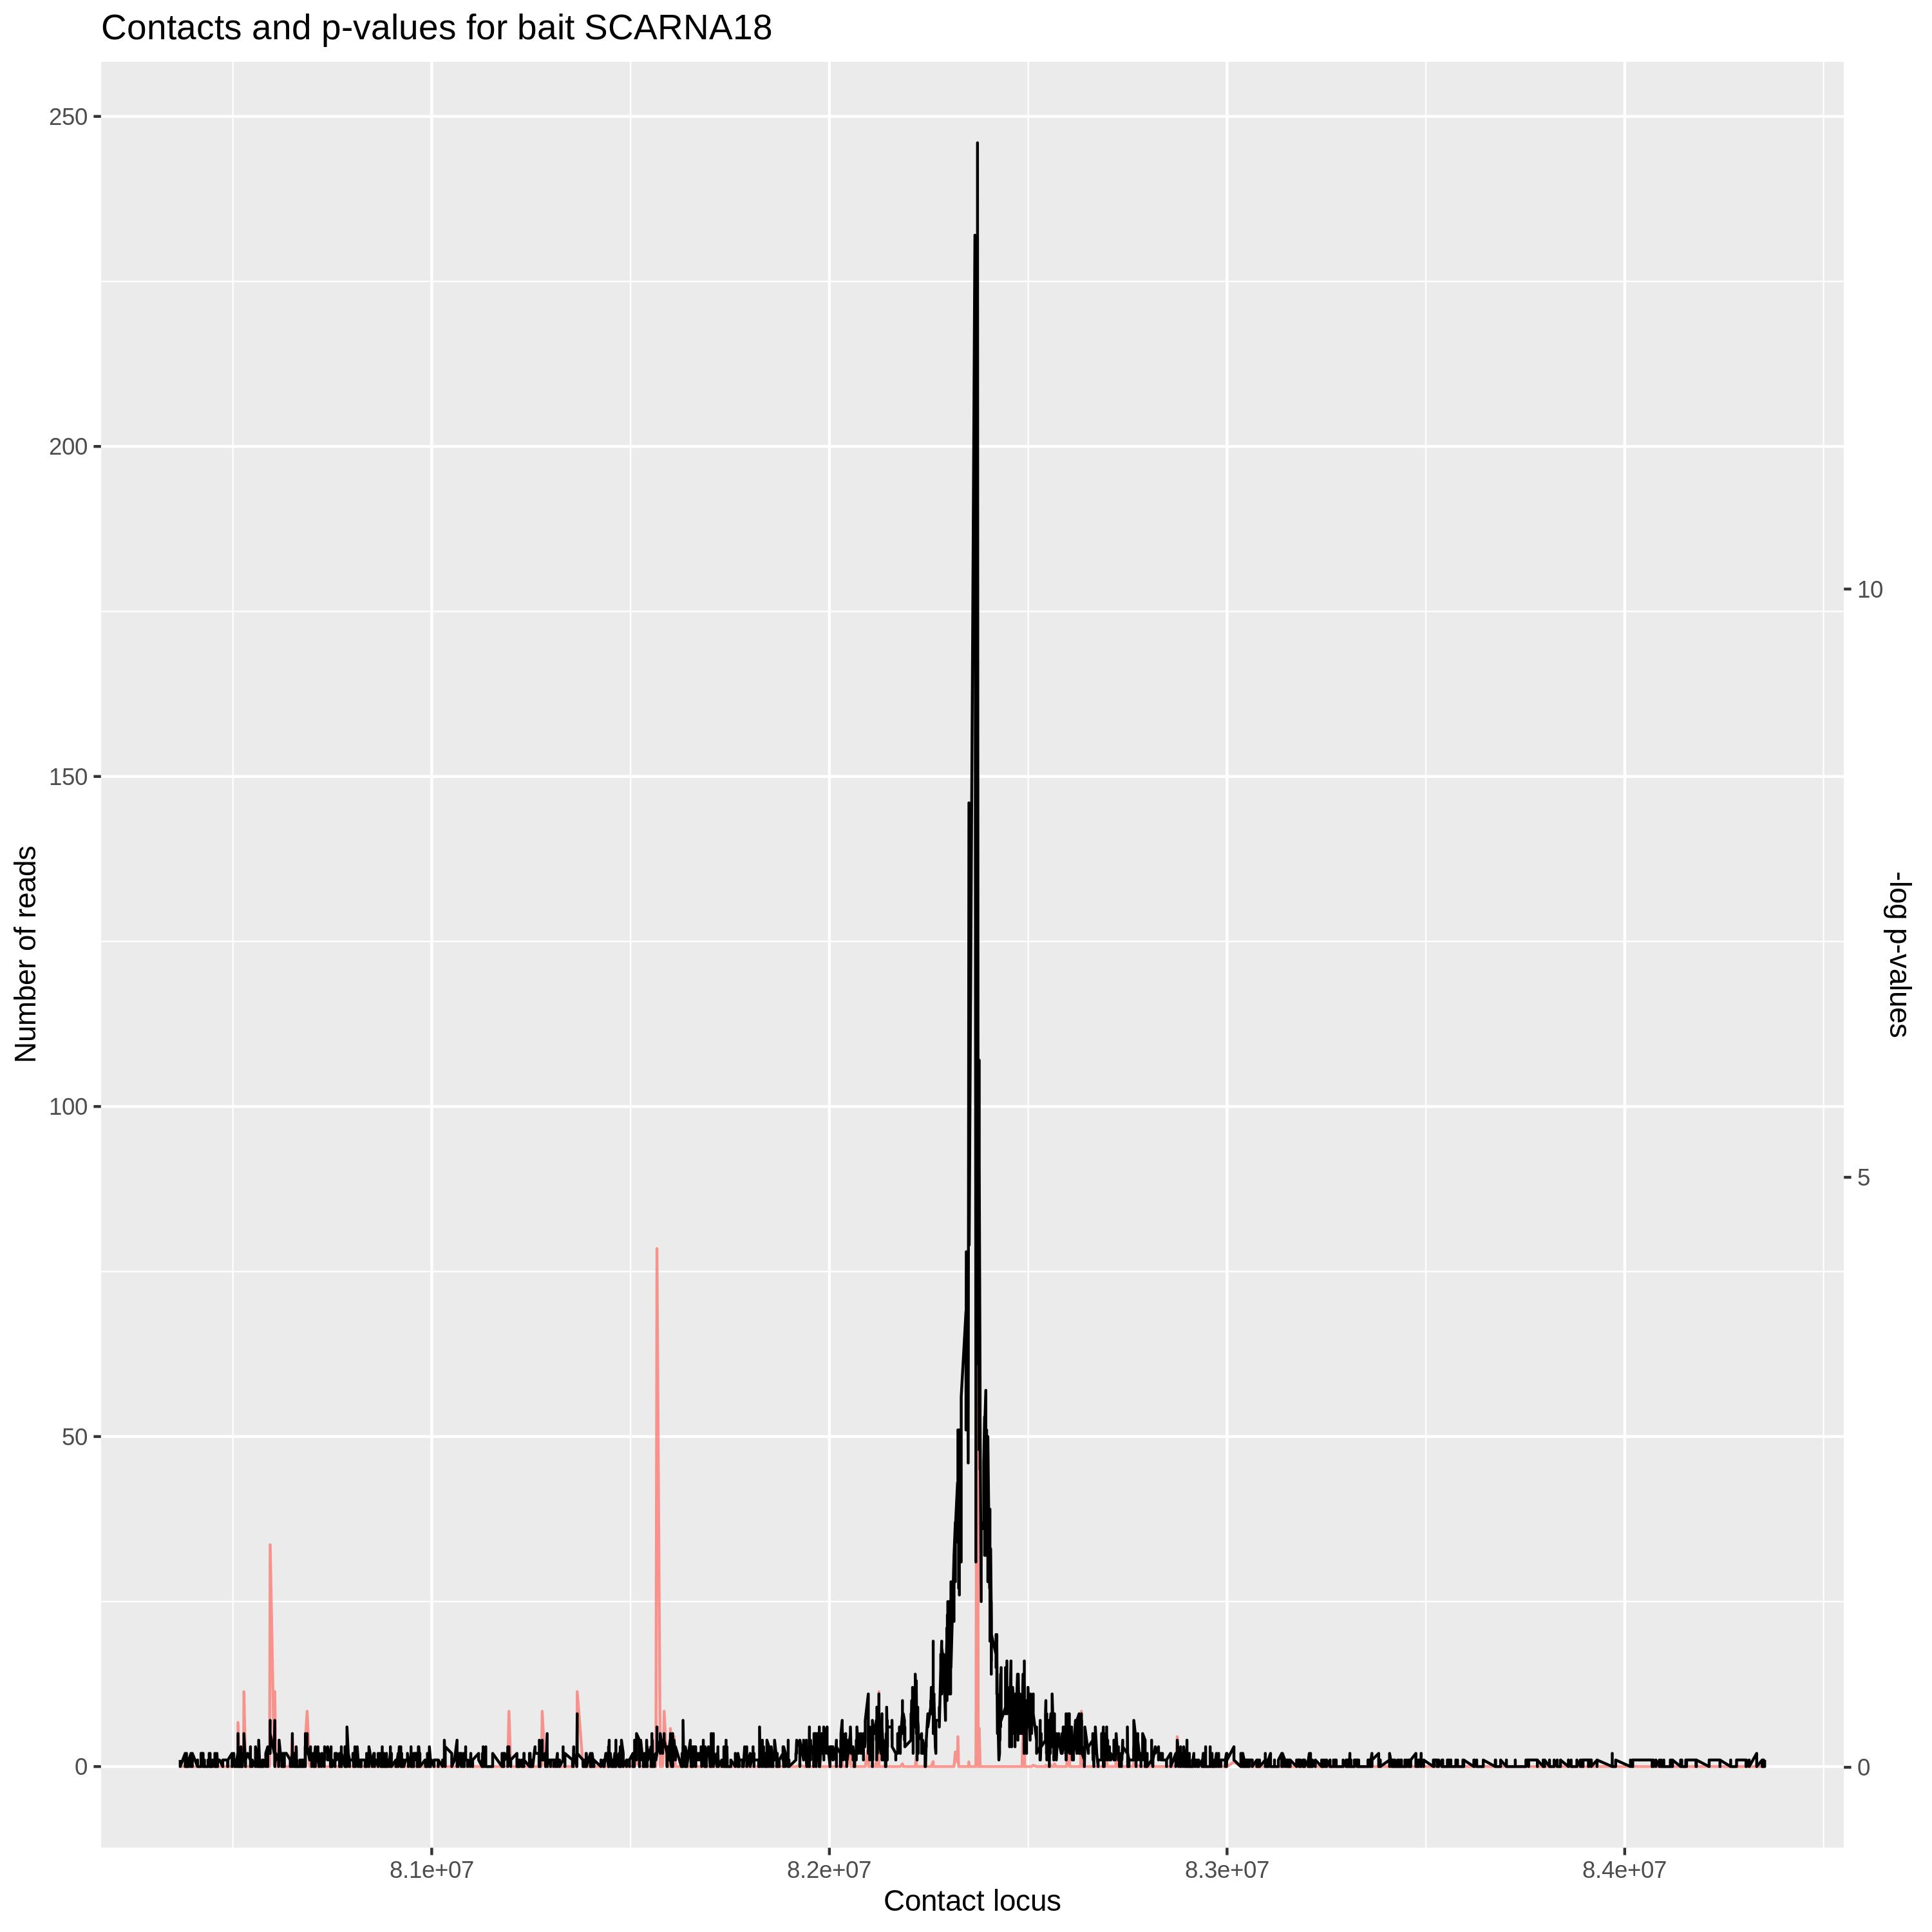 Contacts and p-values for bait SCARNA18
250
200
150
100
50
0
Number of reads
10
5
0
-log p-values
8.1e+07
8.2e+07
8.3e+07
8.4e+07
Contact locus